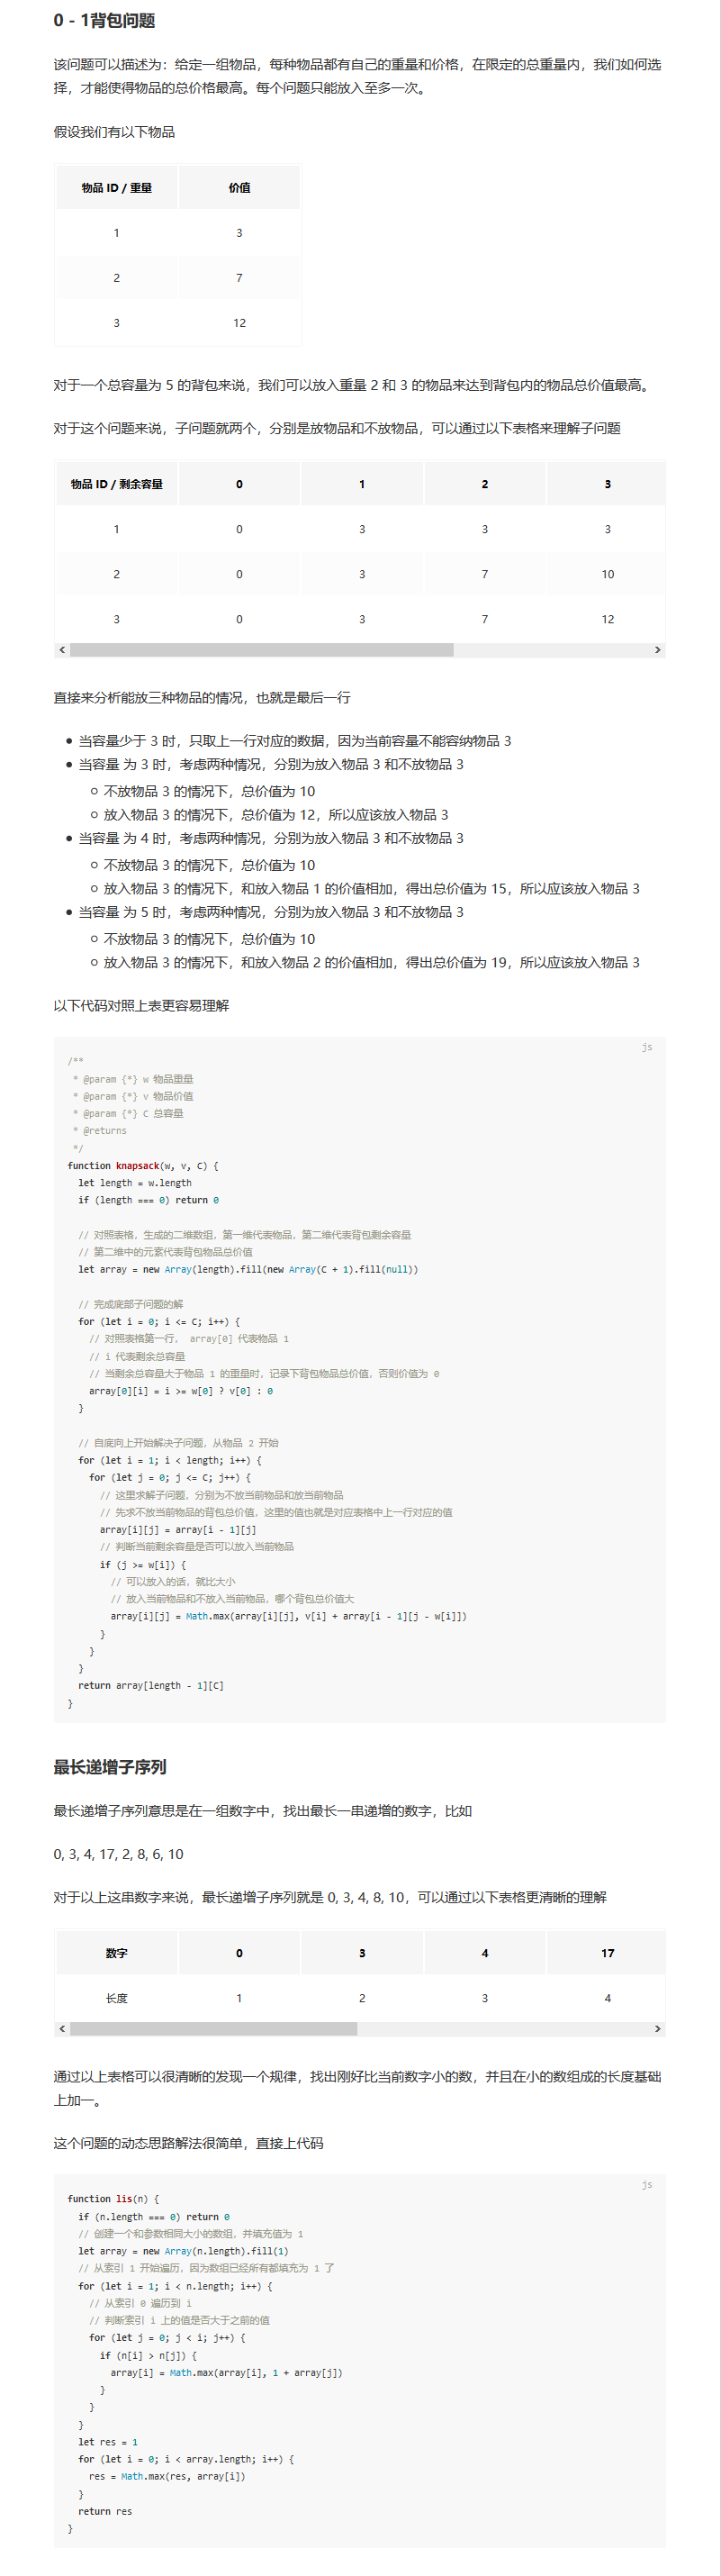 0 - 1背包问题
该问题可以描述为：给定一组物品，每种物品都有自己的重量和价格，在限定的总重量内，我们如何选
择，才能使得物品的总价格最高。每个问题只能放入至多一次。
假设我们有以下物品
物品 ID / 重量 价值
1 3
2 7
3 12
对于一个总容量为 5 的背包来说，我们可以放入重量 2 和 3 的物品来达到背包内的物品总价值最高。
对于这个问题来说，子问题就两个，分别是放物品和不放物品，可以通过以下表格来理解子问题
物品 ID / 剩余容量 0 1 2 3
1 0 3 3 3
2 0 3 7 10
3 0 3 7 12
直接来分析能放三种物品的情况，也就是最后一行
当容量少于 3 时，只取上一行对应的数据，因为当前容量不能容纳物品 3
当容量 为 3 时，考虑两种情况，分别为放入物品 3 和不放物品 3
不放物品 3 的情况下，总价值为 10
放入物品 3 的情况下，总价值为 12，所以应该放入物品 3
当容量 为 4 时，考虑两种情况，分别为放入物品 3 和不放物品 3
不放物品 3 的情况下，总价值为 10
放入物品 3 的情况下，和放入物品 1 的价值相加，得出总价值为 15，所以应该放入物品 3
当容量 为 5 时，考虑两种情况，分别为放入物品 3 和不放物品 3
不放物品 3 的情况下，总价值为 10
放入物品 3 的情况下，和放入物品 2 的价值相加，得出总价值为 19，所以应该放入物品 3
以下代码对照上表更容易理解
js
/**
 * @param {*} w 物品重量
 * @param {*} v 物品价值
 * @param {*} C 总容量
 * @returns
 */
function knapsack(w, v, C) {
  let length = w.length
  if (length === 0) return 0
  // 对照表格，生成的二维数组，第一维代表物品，第二维代表背包剩余容量
  // 第二维中的元素代表背包物品总价值
  let array = new Array(length).fill(new Array(C + 1).fill(null))
  // 完成底部子问题的解
  for (let i = 0; i <= C; i++) {
    // 对照表格第一行， array[0] 代表物品 1
    // i 代表剩余总容量
    // 当剩余总容量大于物品 1 的重量时，记录下背包物品总价值，否则价值为 0
    array[0][i] = i >= w[0] ? v[0] : 0
  }
  // 自底向上开始解决子问题，从物品 2 开始
  for (let i = 1; i < length; i++) {
    for (let j = 0; j <= C; j++) {
      // 这里求解子问题，分别为不放当前物品和放当前物品
      // 先求不放当前物品的背包总价值，这里的值也就是对应表格中上一行对应的值
      array[i][j] = array[i - 1][j]
      // 判断当前剩余容量是否可以放入当前物品
      if (j >= w[i]) {
        // 可以放入的话，就比大小
        // 放入当前物品和不放入当前物品，哪个背包总价值大
        array[i][j] = Math.max(array[i][j], v[i] + array[i - 1][j - w[i]])
      }
    }
  }
  return array[length - 1][C]
}
最长递增子序列
最长递增子序列意思是在一组数字中，找出最长一串递增的数字，比如
0, 3, 4, 17, 2, 8, 6, 10
对于以上这串数字来说，最长递增子序列就是 0, 3, 4, 8, 10，可以通过以下表格更清晰的理解
数字 0 3 4 17
长度 1 2 3 4
通过以上表格可以很清晰的发现一个规律，找出刚好比当前数字小的数，并且在小的数组成的长度基础
上加一。
这个问题的动态思路解法很简单，直接上代码
js
function lis(n) {
  if (n.length === 0) return 0
  // 创建一个和参数相同大小的数组，并填充值为 1
  let array = new Array(n.length).fill(1)
  // 从索引 1 开始遍历，因为数组已经所有都填充为 1 了
  for (let i = 1; i < n.length; i++) {
    // 从索引 0 遍历到 i
    // 判断索引 i 上的值是否大于之前的值
    for (let j = 0; j < i; j++) {
      if (n[i] > n[j]) {
        array[i] = Math.max(array[i], 1 + array[j])
      }
    }
  }
  let res = 1
  for (let i = 0; i < array.length; i++) {
    res = Math.max(res, array[i])
  }
  return res
}